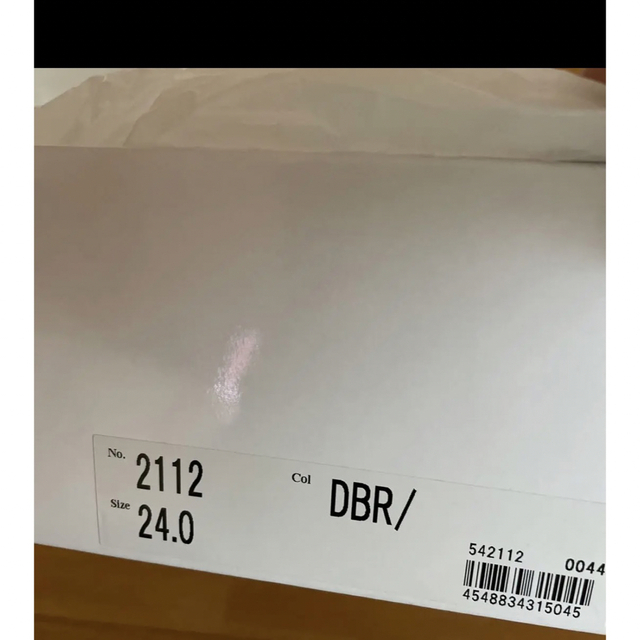 No. 2112
Col DBR/
Size 24.0
542112 0044
4548834315045